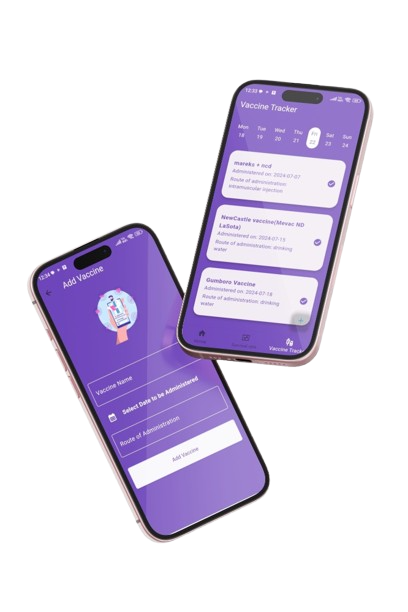 12:33
Vaccine Tracker
Mon Tue Wed Thu Fri Sat Sun
18 19 20 21 22 23 24
mareks + ncd
Administered on: 2024-07-01
Route of administration:
intramuscular injection
NewCastle vaccine(Movac ND
LaSota)
Administered on: 2024-07-15
Route of administration: drinking
water
Gumboro Vaccine
Administered on: 2024-07-18
Route of administration: drinking
water
Vaccine Track
12:34
Add Vaccine
Vaccine Name
Select Date to be Administered
Route of Administration
Add Vaccine